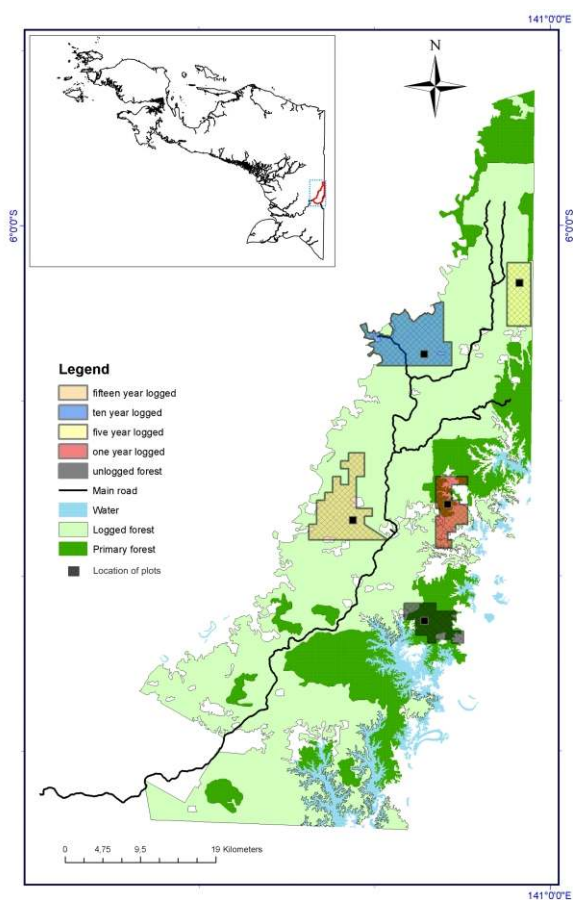 141°0'0"E
N
6°0'0"S
6°0'0"S
Legend
fifteen year logged
ten year logged
five year logged
one year logged
unlogged forest
Main road
Water
Logged forest
Primary forest
Location of plots
0 4,75 9,5 19 Kilometers
141°0'0"E